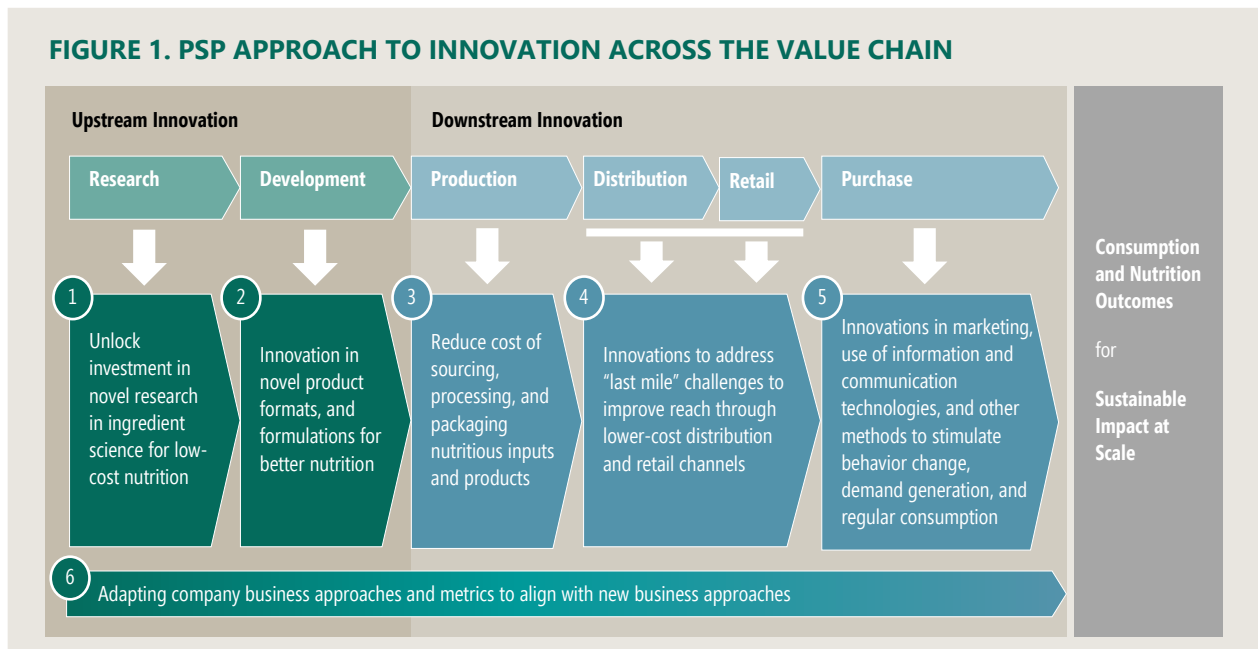 FIGURE 1. PSP APPROACH TO INNOVATION ACROSS THE VALUE CHAIN
Upstream Innovation
Downstream Innovation
Research
Development
Production
Distribution
Retail
Purchase
1
Unlock
investment in
novel research
in ingredient
science for low-
cost nutrition
2
Innovation in
novel product
formats, and
formulations for
better nutrition
3
Reduce cost of
sourcing,
processing, and
packaging
nutritious inputs
and products
4
Innovations to address
“last mile” challenges to
improve reach through
lower-cost distribution
and retail channels
5
Innovations in marketing,
use of information and
communication
technologies, and other
methods to stimulate
behavior change,
demand generation, and
regular consumption
6
Adapting company business approaches and metrics to align with new business approaches
Consumption
and Nutrition
Outcomes
for
Sustainable
Impact at
Scale